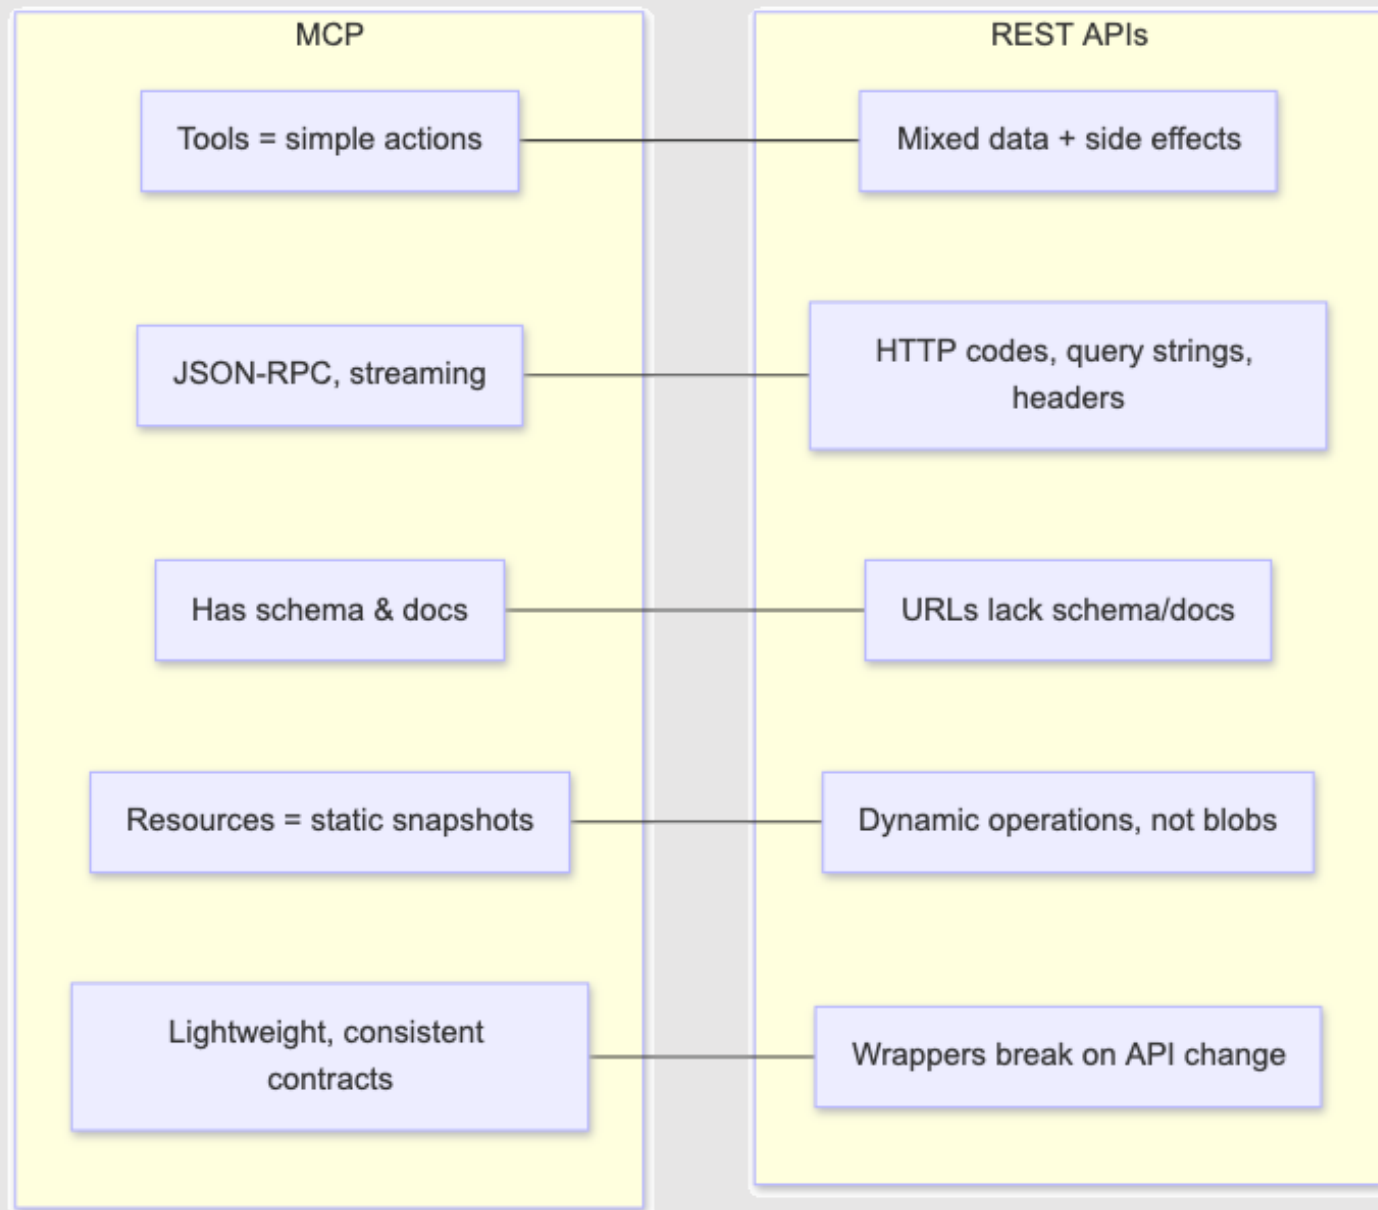 MCP
REST APIs
Tools = simple actions
Mixed data + side effects
JSON-RPC, streaming
HTTP codes, query strings,
headers
Has schema & docs
URLs lack schema/docs
Resources = static snapshots
Dynamic operations, not blobs
Lightweight, consistent
contracts
Wrappers break on API change